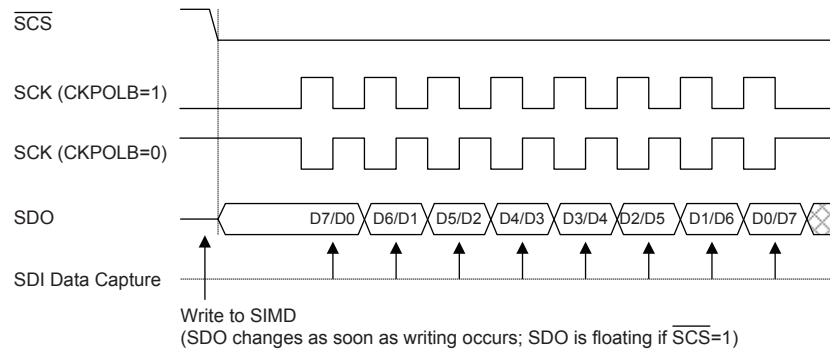 SCS
SCK (CKPOLB=1)
SCK (CKPOLB=0)
SDO D7/D0 D6/D1 D5/D2 D4/D3 D3/D4 D2/D5 D1/D6 D0/D7
SDI Data Capture
Write to SIMD
(SDO changes as soon as writing occurs; SDO is floating if SCS=1)